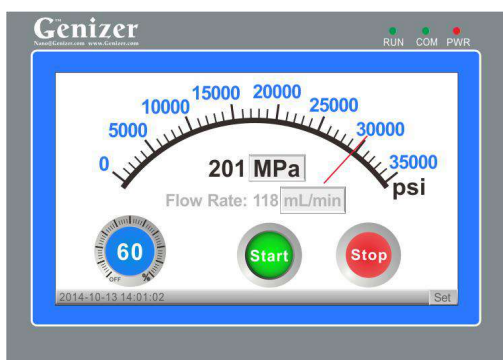 Genizer
Nano@Genizer.com www.Genizer.com
RUN COM PWR
0 5000 10000 15000 20000 25000 30000 35000
psi
201 MPa
Flow Rate: 118 mL/min
60
OFF %
Start
Stop
2014-10-13 14:01:02
Set